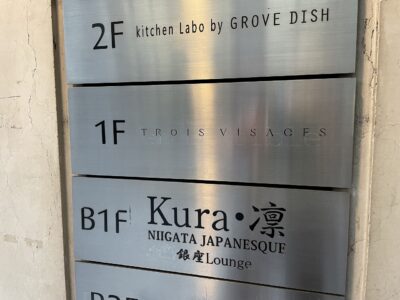 2F kitchen Labo by GROVE DISH
1F TROIS VISAGES
B1F Kura・凛
NIIGATA JAPANESQUE
銀座Lounge